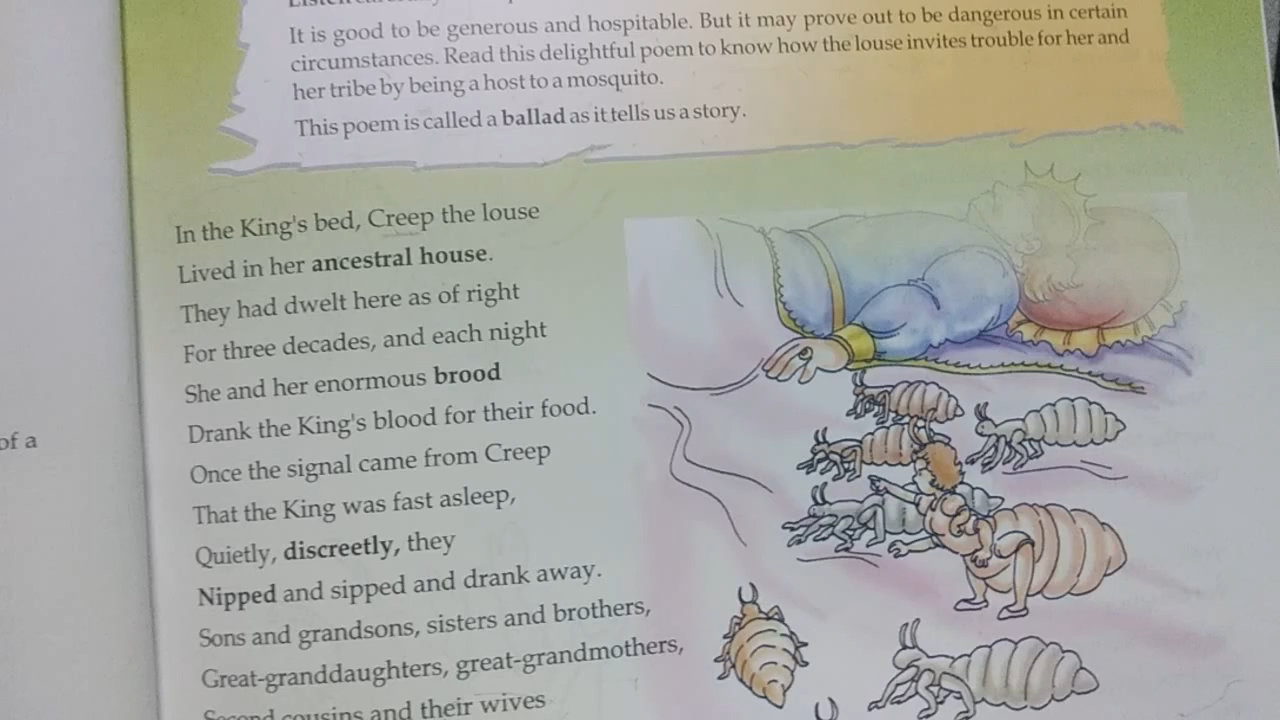 It is good to be generous and hospitable. But it may prove out to be dangerous in certain
circumstances. Read this delightful poem to know how the louse invites trouble for her and
her tribe by being a host to a mosquito.
This poem is called a ballad as it tells us a story.
In the King's bed, Creep the louse
Lived in her ancestral house.
They had dwelt here as of right
For three decades, and each night
She and her enormous brood
Drank the King's blood for their food.
Once the signal came from Creep
That the King was fast asleep,
Quietly, discreetly, they
Nipped and sipped and drank away.
Sons and grandsons, sisters and brothers,
Great-granddaughters, great-grandmothers,
Second cousins and their wives
of a